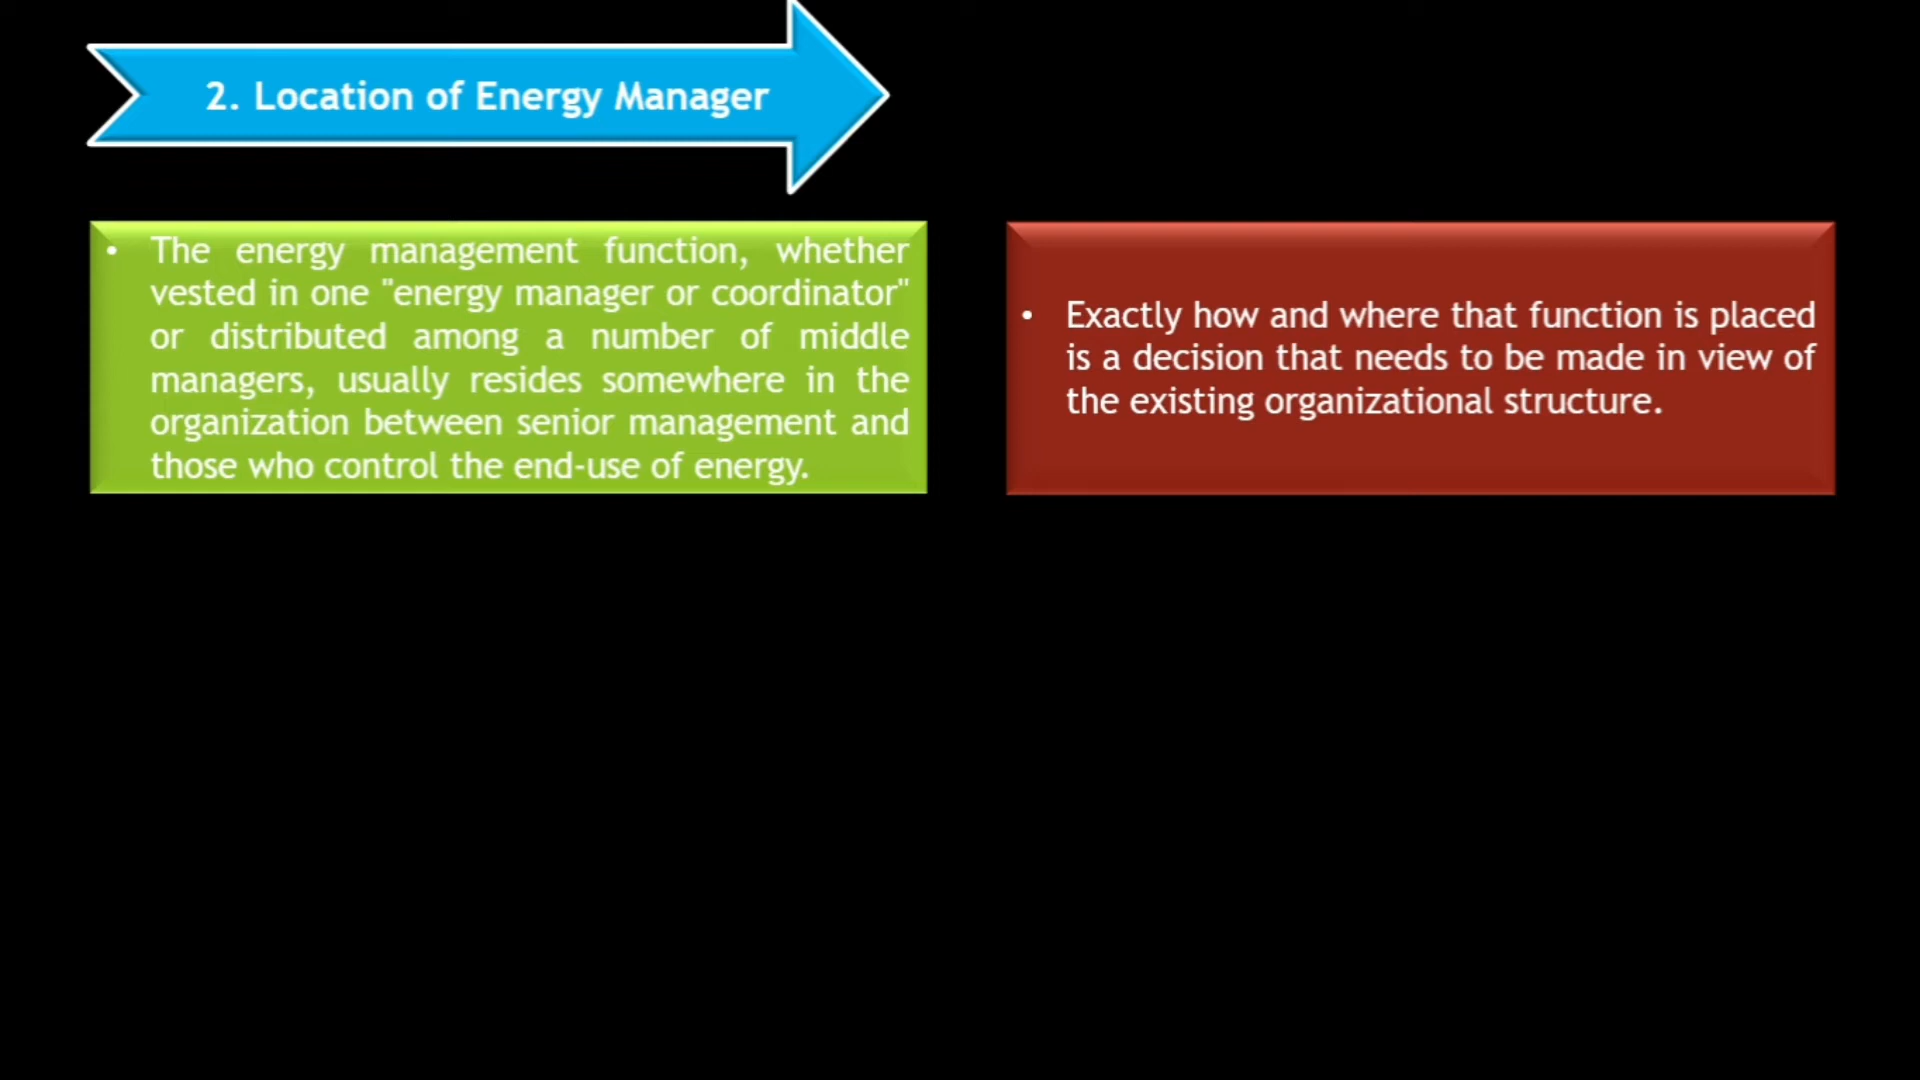 2. Location of Energy Manager
• The energy management function, whether
vested in one "energy manager or coordinator"
or distributed among a number of middle
managers, usually resides somewhere in the
organization between senior management and
those who control the end-use of energy.
• Exactly how and where that function is placed
is a decision that needs to be made in view of
the existing organizational structure.